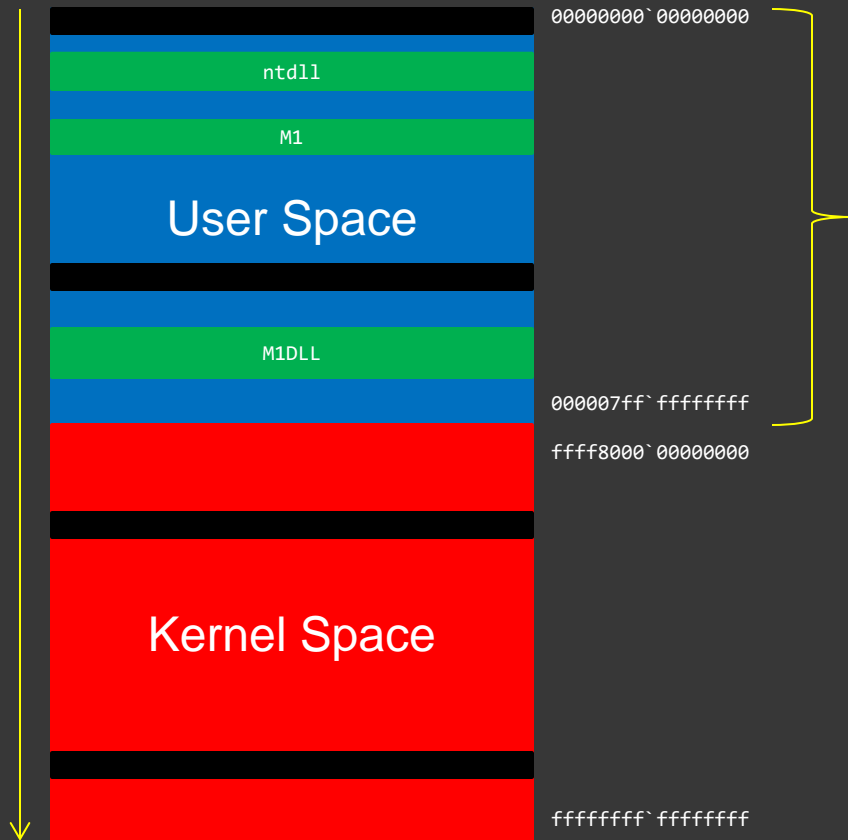 00000000`00000000
ntdll
M1
User Space
M1DLL
000007ff`ffffffff
ffff8000`00000000
Kernel Space
ffffffff`ffffffff